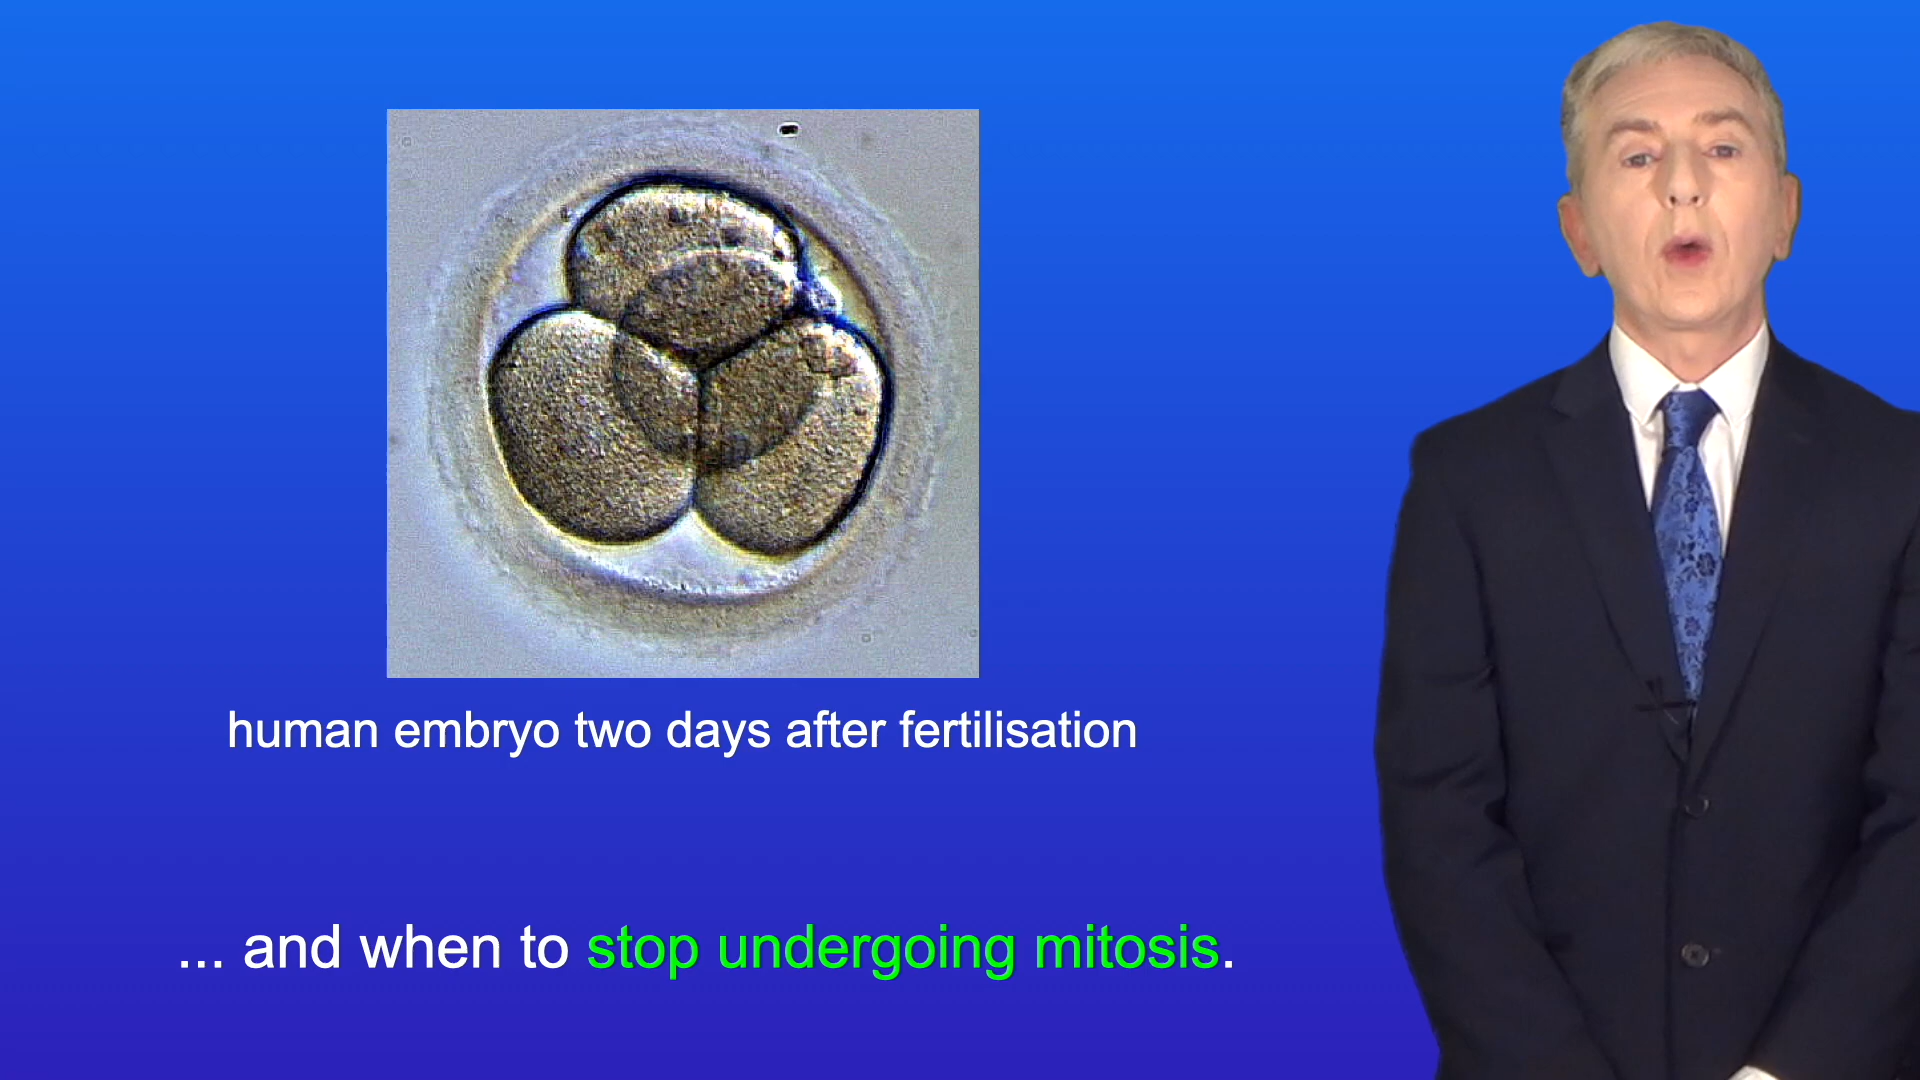 human embryo two days after fertilisation
... and when to stop undergoing mitosis.